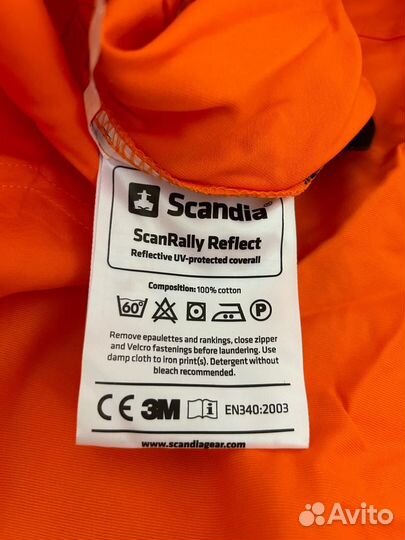 Scandia
ScanRally Reflect
Reflective UV-protected coverall
Composition: 100% cotton
60° P
Remove epaulettes and rankings, close zipper
and Velcro fastenings before laundering. Use
damp cloth to iron print(s). Detergent without
bleach recommended.
CE 3M i EN340:2003
www.scandiagear.com
Avito